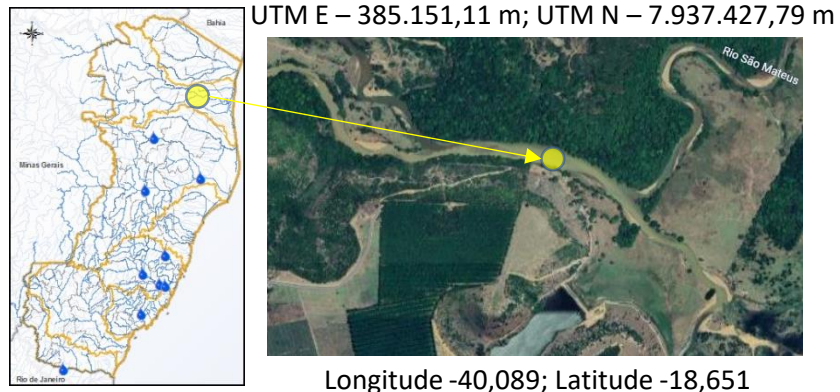 UTM E – 385.151,11 m; UTM N – 7.937.427,79 m
Bahia
Rio São Mateus
Minas Gerais
Rio de Janeiro
Longitude -40,089; Latitude -18,651